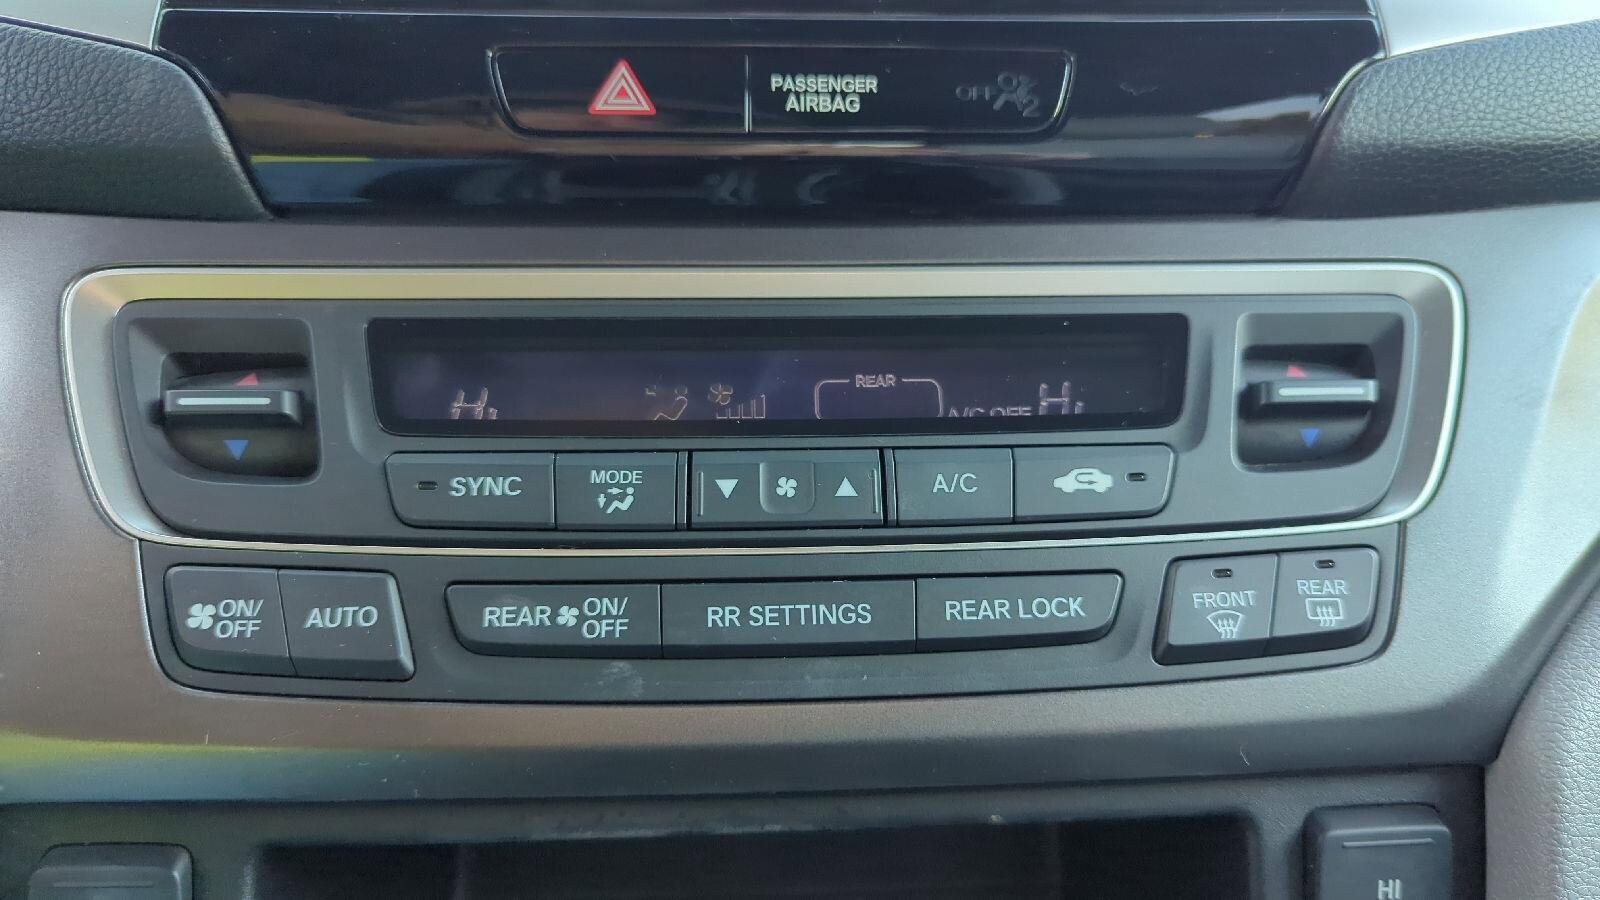 PASSENGER
AIRBAG
OFF
2
Hi
REAR
A/C OFF
Hi
SYNC
MODE
A/C
ON/
OFF
AUTO
REAR ON/
OFF
RR SETTINGS
REAR LOCK
FRONT
REAR
HI